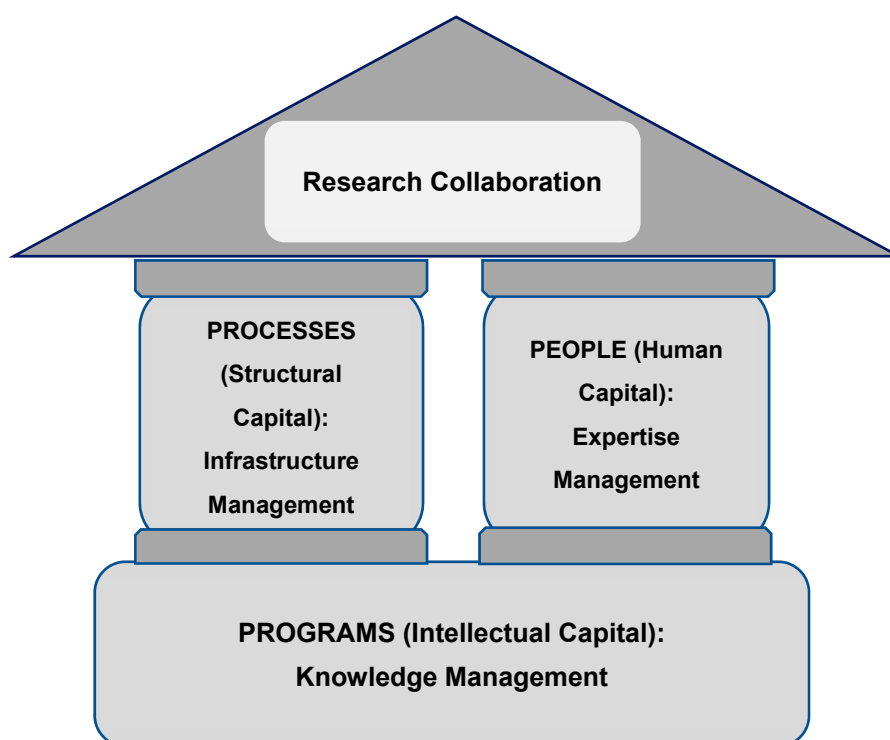 Research Collaboration
PROCESSES
(Structural
Capital):
Infrastructure
Management
PEOPLE (Human
Capital):
Expertise
Management
PROGRAMS (Intellectual Capital):
Knowledge Management